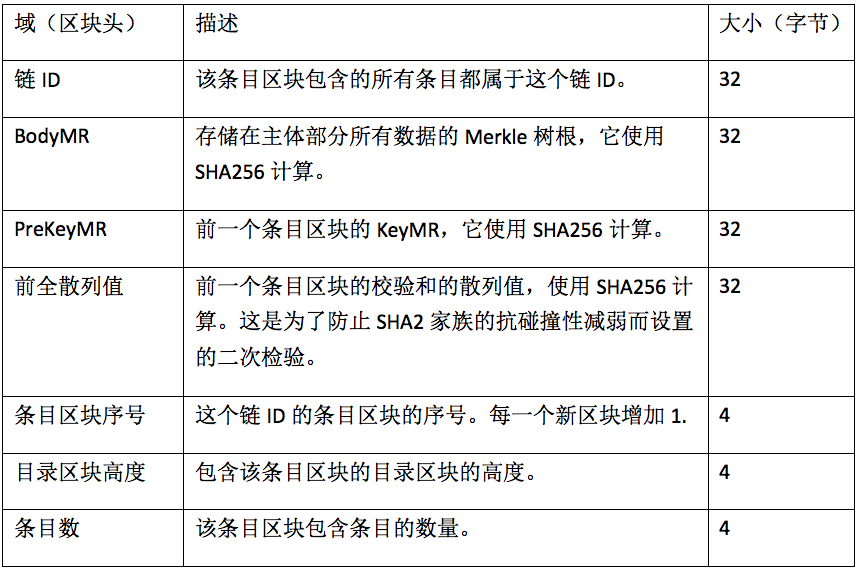 域（区块头） 描述 大小（字节）
链 ID 该条目区块包含的所有条目都属于这个链 ID。 32
BodyMR 存储在主体部分所有数据的 Merkle 树根，它使用 32
SHA256 计算。
PreKeyMR 前一个条目区块的 KeyMR，它使用 SHA256 计算。 32
前全散列值 前一个条目区块的校验和的散列值，使用 SHA256 计 32
算。这是为了防止 SHA2 家族的抗碰撞性减弱而设置
的二次检验。
条目区块序号 这个链 ID 的条目区块的序号。每一个新区块增加 1. 4
目录区块高度 包含该条目区块的目录区块的高度。 4
条目数 该条目区块包含条目的数量。 4